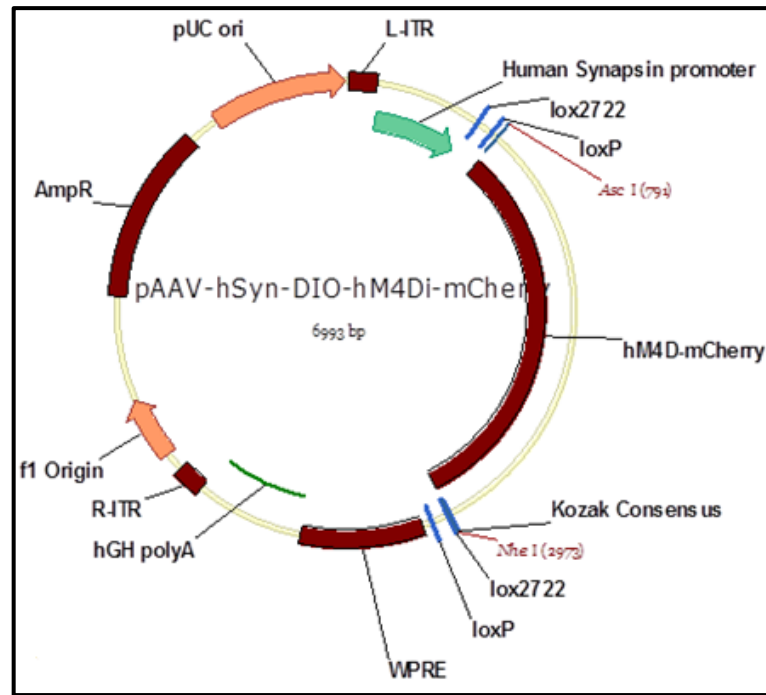 pUC ori
L-ITR
Human Synapsin promoter
lox2722
loxP
Asc I (791)
AmpR
pAAV-hSyn-DIO-hM4Di-mCherry
6993 bp
hM4D-mCherry
f1 Origin
R-ITR
hGH polyA
Kozak Consensus
Nhe I (2973)
lox2722
loxP
WPRE